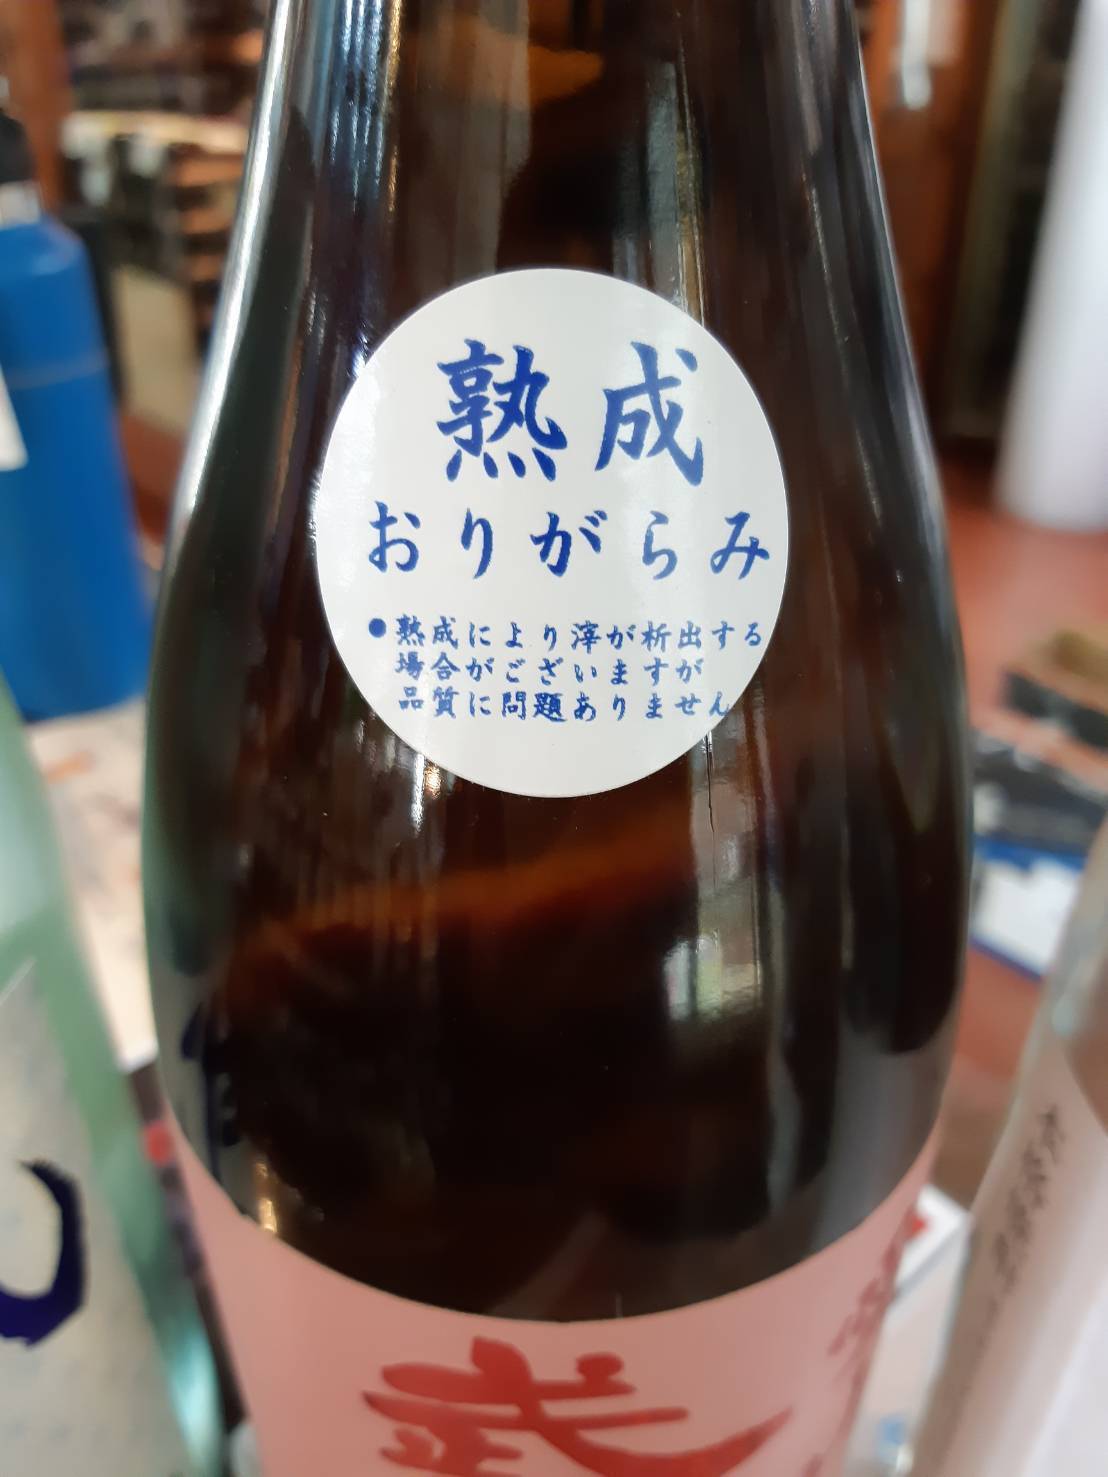 熟成
おりがらみ
●熟成により滓が析出する
場合がございますが
品質に問題ありません
武